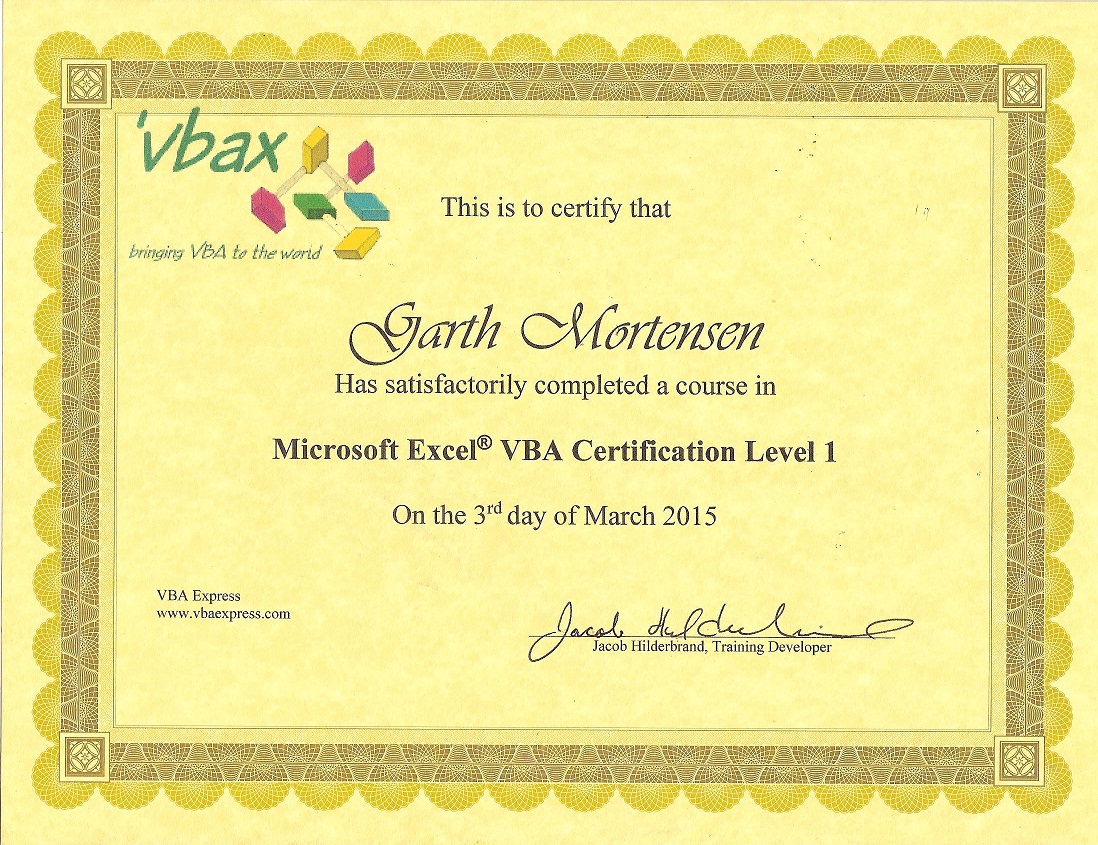 'vbax
bringing VBA to the world
This is to certify that
Garth Mortensen
Has satisfactorily completed a course in
Microsoft Excel® VBA Certification Level 1
On the 3rd day of March 2015
VBA Express
www.vbaexpress.com
Jacob Hilderbrand
Jacob Hilderbrand, Training Developer